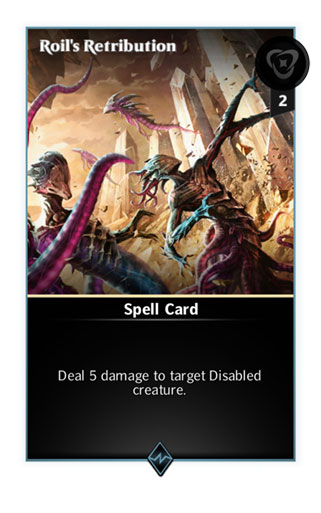 Roil's Retribution
2
Spell Card
Deal 5 damage to target Disabled
creature.